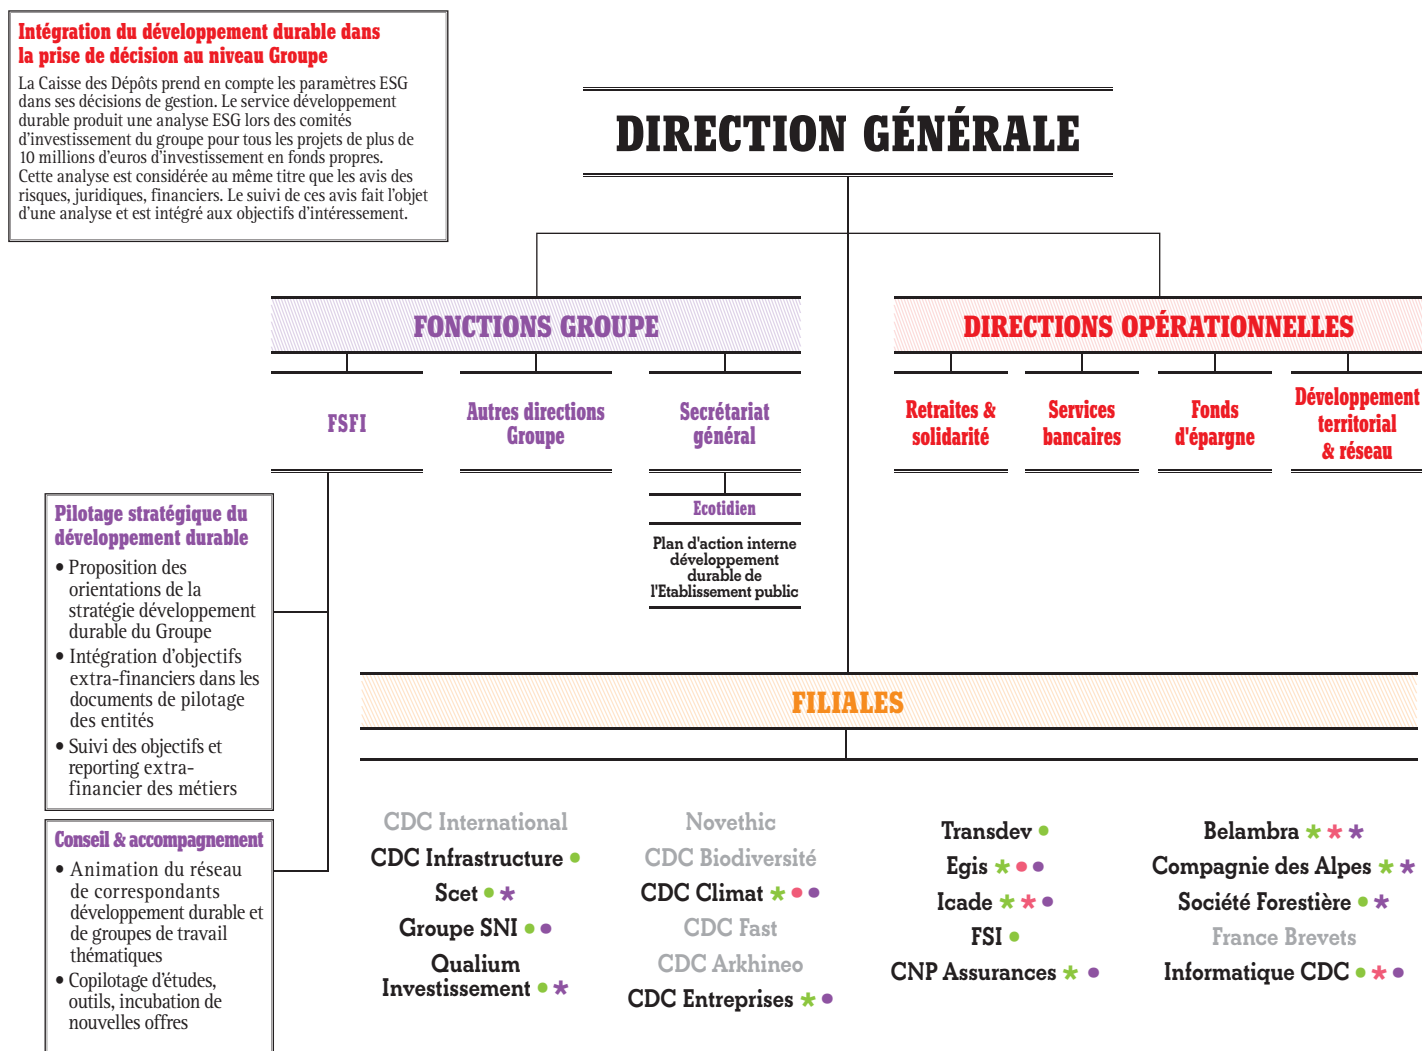 Intégration du développement durable dans
la prise de décision au niveau Groupe
La Caisse des Dépôts prend en compte les paramètres ESG
dans ses décisions de gestion. Le service développement
durable produit une analyse ESG lors des comités
d’investissement du groupe pour tous les projets de plus de
10 millions d’euros d’investissement en fonds propres.
Cette analyse est considérée au même titre que les avis des
risques, juridiques, financiers. Le suivi de ces avis fait l’objet
d’une analyse et est intégré aux objectifs d’intéressement.
DIRECTION GÉNÉRALE
FONCTIONS GROUPE
FSFI
Autres directions
Groupe
Secrétariat
général
Ecotidien
Plan d'action interne
développement
durable de
l'Etablissement public
DIRECTIONS OPÉRATIONNELLES
Retraites &
solidarité
Services
bancaires
Fonds
d'épargne
Développement
territorial
& réseau
Pilotage stratégique du
développement durable
• Proposition des
orientations de la
stratégie développement
durable du Groupe
• Intégration d’objectifs
extra-financiers dans les
documents de pilotage
des entités
• Suivi des objectifs et
reporting extra-
financier des métiers
Conseil & accompagnement
• Animation du réseau
de correspondants
développement durable et
de groupes de travail
thématiques
• Copilotage d’études,
outils, incubation de
nouvelles offres
FILIALES
CDC International
CDC Infrastructure •
Scet • *
Groupe SNI • •
Qualium
Investissement • *
Novethic
CDC Biodiversité
CDC Climat * • •
CDC Fast
CDC Arkhineo
CDC Entreprises * •
Transdev •
Egis * • •
Icade * * •
FSI •
CNP Assurances * •
Belambra * * *
Compagnie des Alpes * *
Société Forestière • *
France Brevets
Informatique CDC • * •